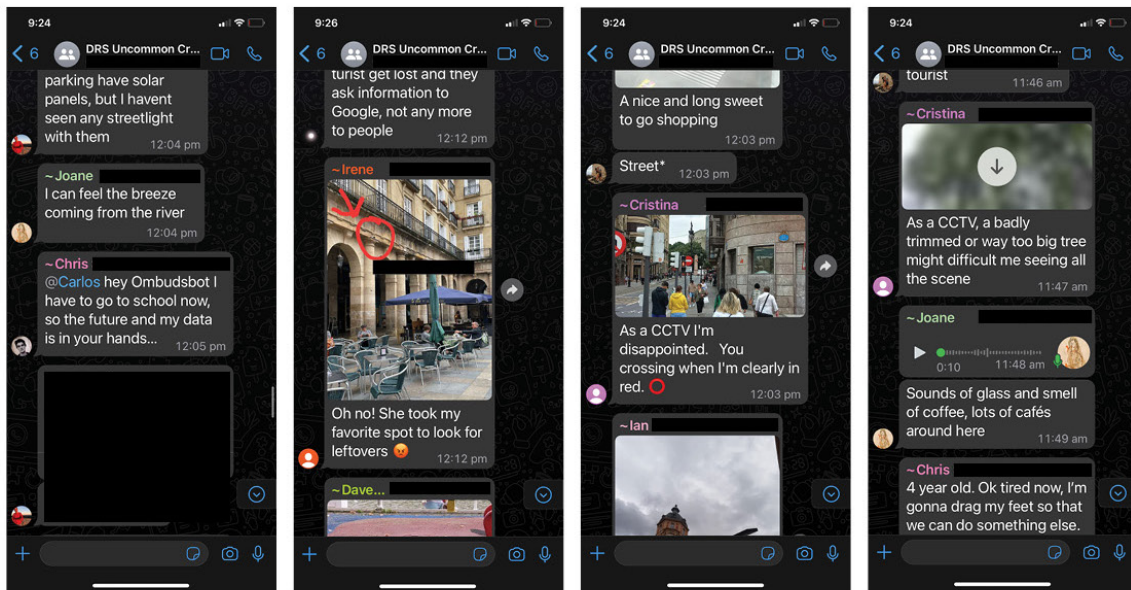 9:24
6
DRS Uncommon Cr...
parking have solar
panels, but I havent
seen any streetlight
with them
12:04 pm
~Joane
I can feel the breeze
coming from the river
12:04 pm
~Chris
@Carlos hey Ombudsbot I
have to go to school now,
so the future and my data
is in your hands...
12:05 pm
9:26
6
DRS Uncommon Cr...
turist get lost and they
ask information to
Google, not any more
to people
12:12 pm
~Irene
Oh no! She took my
favorite spot to look for
leftovers 😡
12:12 pm
~Dave...
9:24
6
DRS Uncommon Cr...
A nice and long sweet
to go shopping
12:03 pm
Street*
12:03 pm
~Cristina
As a CCTV I'm
disappointed. You
crossing when I'm clearly in
red. ⭕
12:03 pm
~Ian
9:24
6
DRS Uncommon Cr...
tourist
11:46 am
~Cristina
As a CCTV, a badly
trimmed or way too big tree
might difficult me seeing all
the scene
11:47 am
~Joane
0:10
11:48 am
Sounds of glass and smell
of coffee, lots of cafés
around here
11:49 am
~Chris
4 year old. Ok tired now, I'm
gonna drag my feet so that
we can do something else.